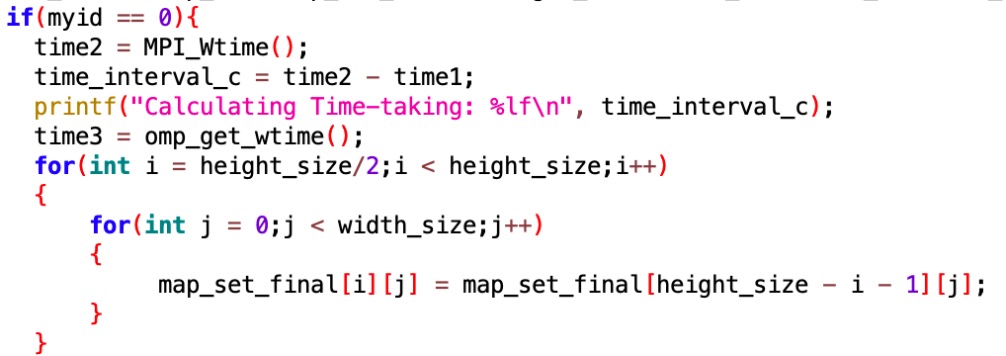 if(myid == 0){
time2 = MPI_Wtime();
time_interval_c = time2 - time1;
printf("Calculating Time-taking: %lf\n", time_interval_c);
time3 = omp_get_wtime();
for(int i = height_size/2;i < height_size;i++)
{
for(int j = 0;j < width_size;j++)
{
map_set_final[i][j] = map_set_final[height_size - i - 1][j];
}
}